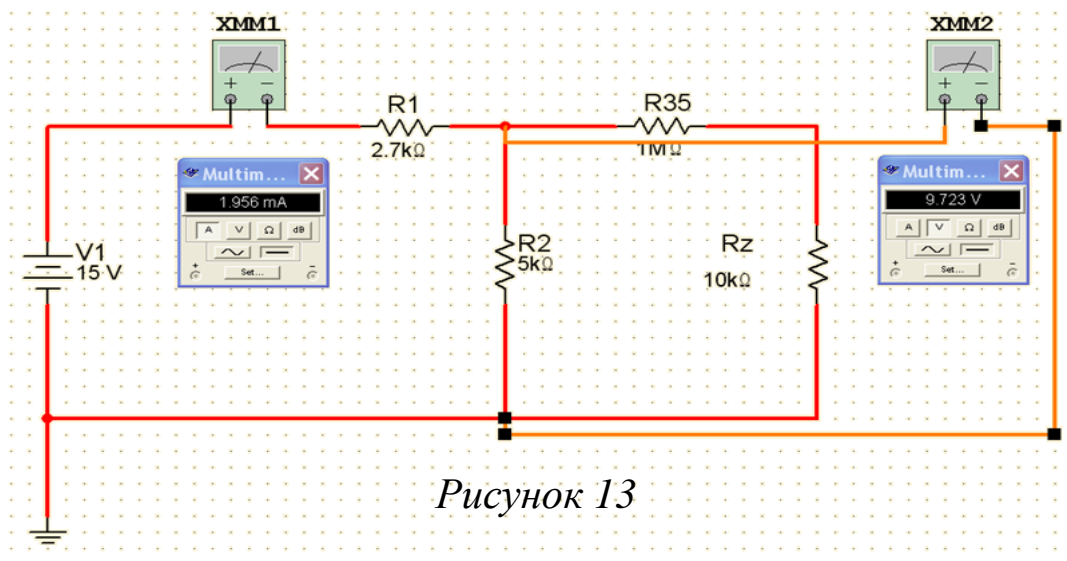 XMM1
XMM2
+ −
+ −
R1
2.7kΩ
R35
1MΩ
Multim...
1.956 mA
A V Ω dB
+ Set... −
Multim...
9.723 V
A V Ω dB
+ Set... −
V1
15 V
R2
5kΩ
Rz
10kΩ
Рисунок 13